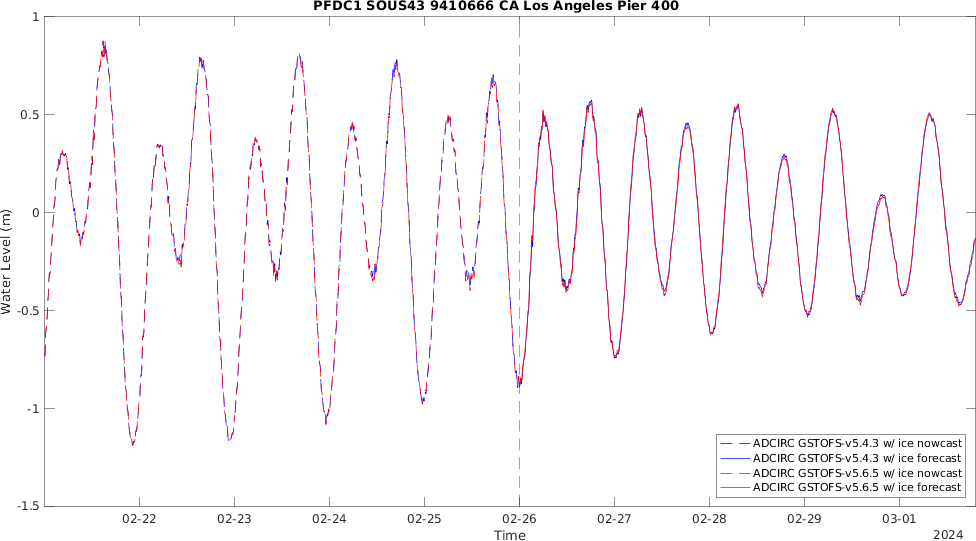 PFDC1 SOUS43 9410666 CA Los Angeles Pier 400
1
0.5
0
-0.5
-1
-1.5
Water Level (m)
02-22 02-23 02-24 02-25 02-26 02-27 02-28 02-29 03-01
Time
2024
ADCIRC GSTOFS-v5.4.3 w/ ice nowcast
ADCIRC GSTOFS-v5.4.3 w/ ice forecast
ADCIRC GSTOFS-v5.6.5 w/ ice nowcast
ADCIRC GSTOFS-v5.6.5 w/ ice forecast